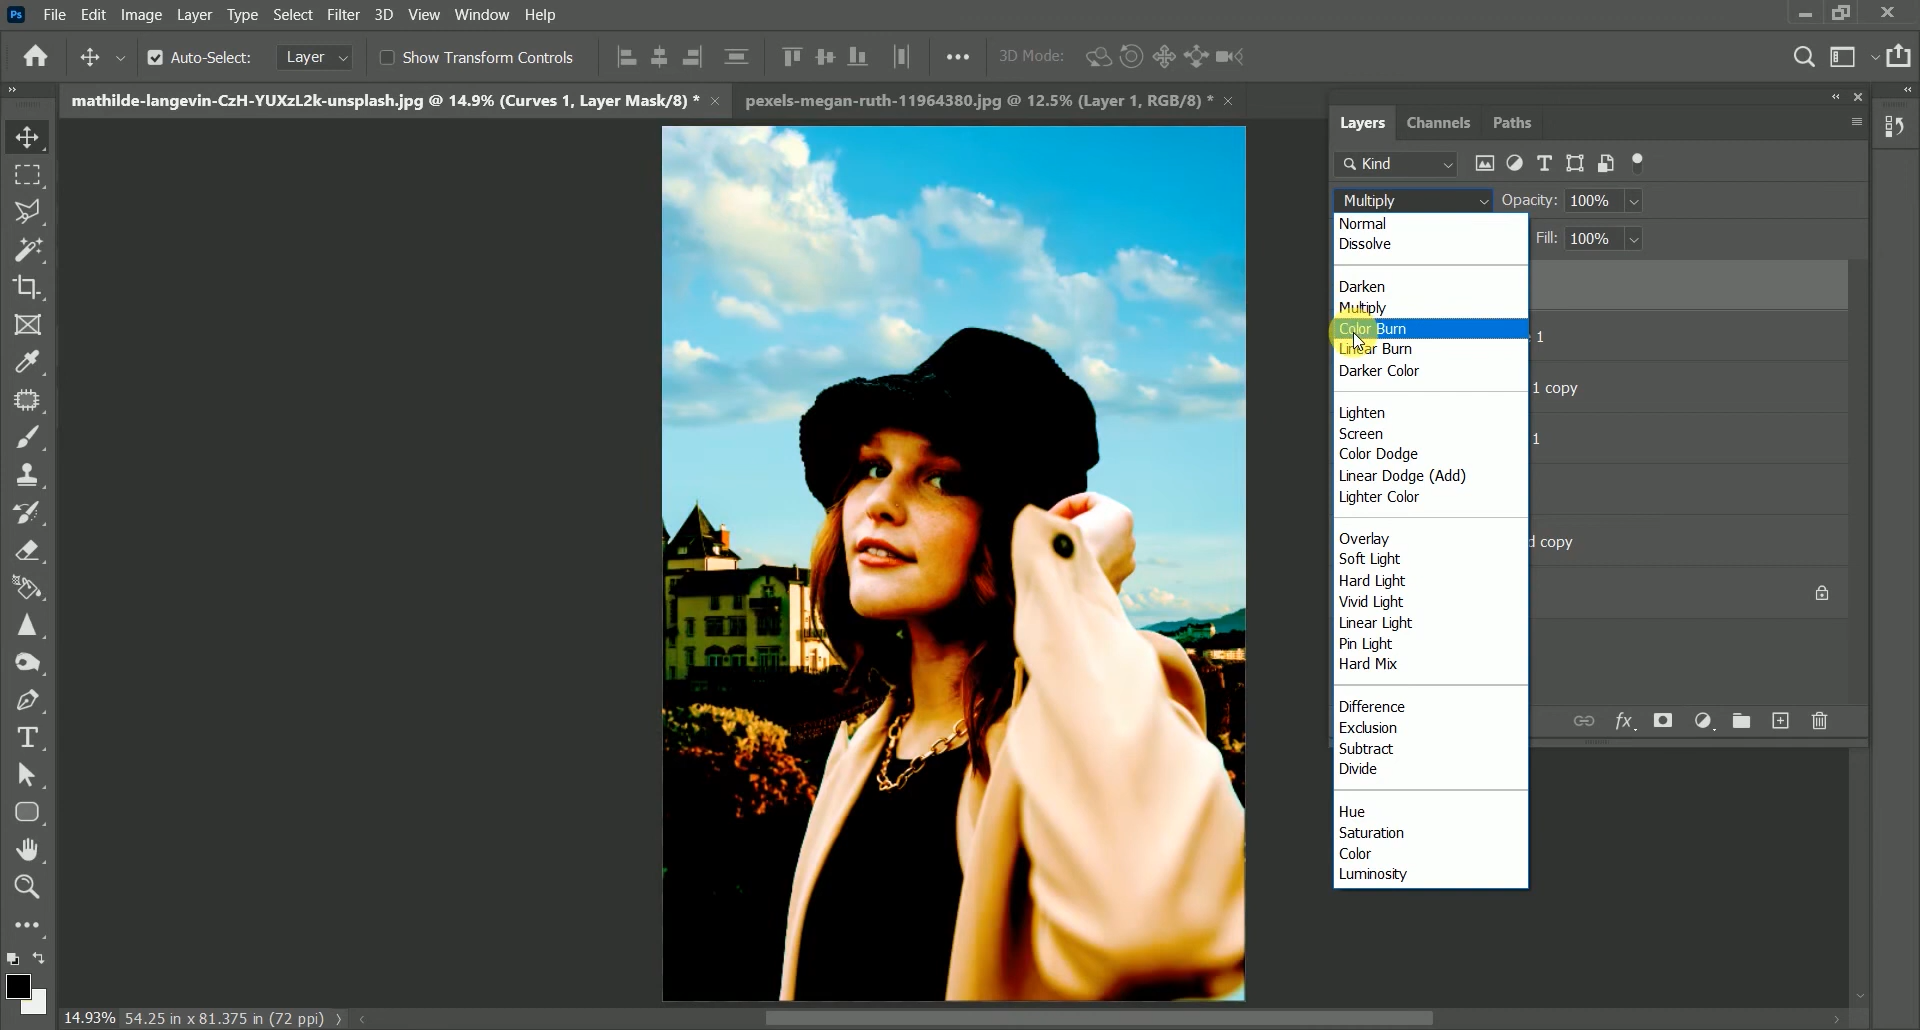 Ps File Edit Image Layer Type Select Filter 3D View Window Help
Auto-Select: Layer Show Transform Controls 3D Mode:
mathilde-langevin-CzH-YUXzL2k-unsplash.jpg @ 14.9% (Curves 1, Layer Mask/8) * × pexels-megan-ruth-11964380.jpg @ 12.5% (Layer 1, RGB/8) * ×
Layers Channels Paths
Kind
Multiply Opacity: 100%
Normal
Fill: 100%
Dissolve
Darken
Multiply
Color Burn
1
Linear Burn
Darker Color
1 copy
Lighten
Screen
1
Color Dodge
Linear Dodge (Add)
Lighter Color
Overlay
d copy
Soft Light
Hard Light
Vivid Light
Linear Light
Pin Light
Hard Mix
Difference
fx
Exclusion
Subtract
Divide
Hue
Saturation
Color
Luminosity
14.93% 54.25 in x 81.375 in (72 ppi)